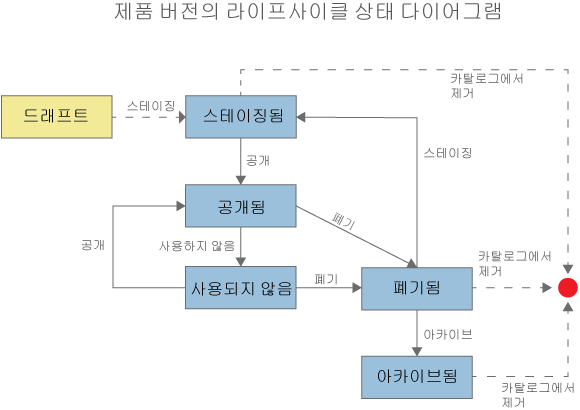 제품 버전의 라이프사이클 상태 다이어그램
카탈로그에서
제거
드래프트
스테이징
스테이징됨
공개
스테이징
공개됨
폐기
공개
사용하지 않음
사용되지 않음
폐기
폐기됨
카탈로그에서
제거
아카이브
아카이브됨
카탈로그에서
제거